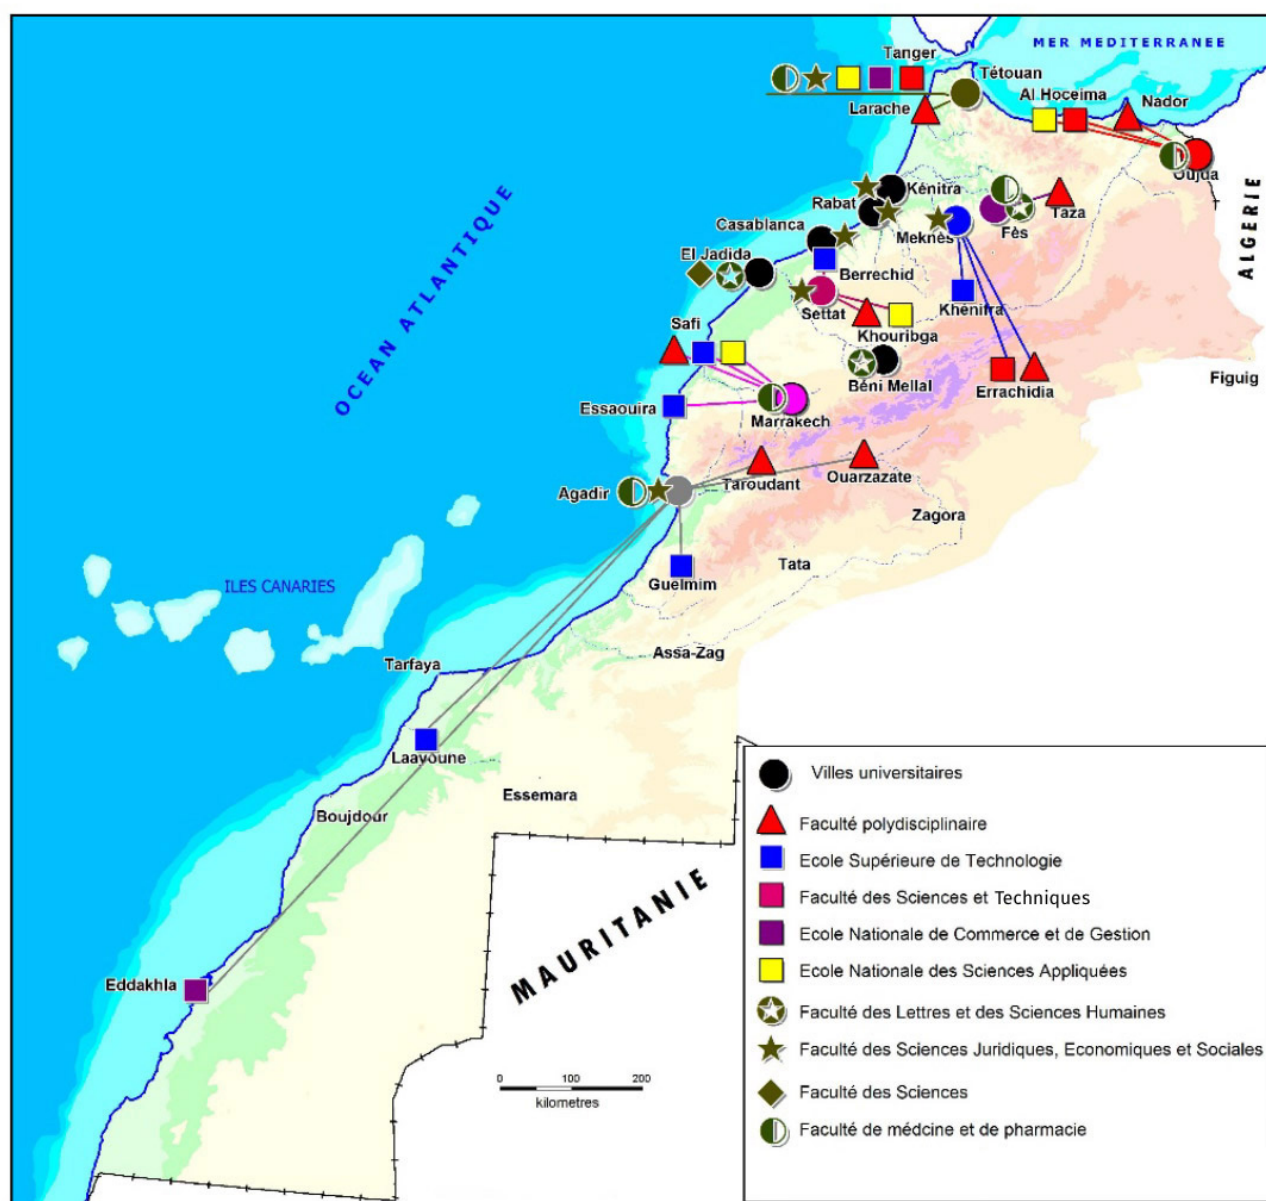 MER MEDITERRANEE
Tanger
Tétouan
Al Hoceima
Nador
Larache
Oujda
ALGERIE
Kénitra
Rabat
Taza
Fès
Meknès
Casablanca
El Jadida
Berrechid
Settat
Khénifra
Khouribga
Safi
Béni Mellal
Errachidia
Figuig
Essaouira
Marrakech
OCEAN ATLANTIQUE
Taroudant
Ouarzazate
Agadir
Zagora
Tata
Guelmim
ILES CANARIES
Assa-Zag
Tarfaya
Laayoune
Essemara
Boujdour
MAURITANIE
Eddakhla
0 100 200
kilometres
Villes universitaires
Faculté polydisciplinaire
Ecole Supérieure de Technologie
Faculté des Sciences et Techniques
Ecole Nationale de Commerce et de Gestion
Ecole Nationale des Sciences Appliquées
Faculté des Lettres et des Sciences Humaines
Faculté des Sciences Juridiques, Economiques et Sociales
Faculté des Sciences
Faculté de médcine et de pharmacie